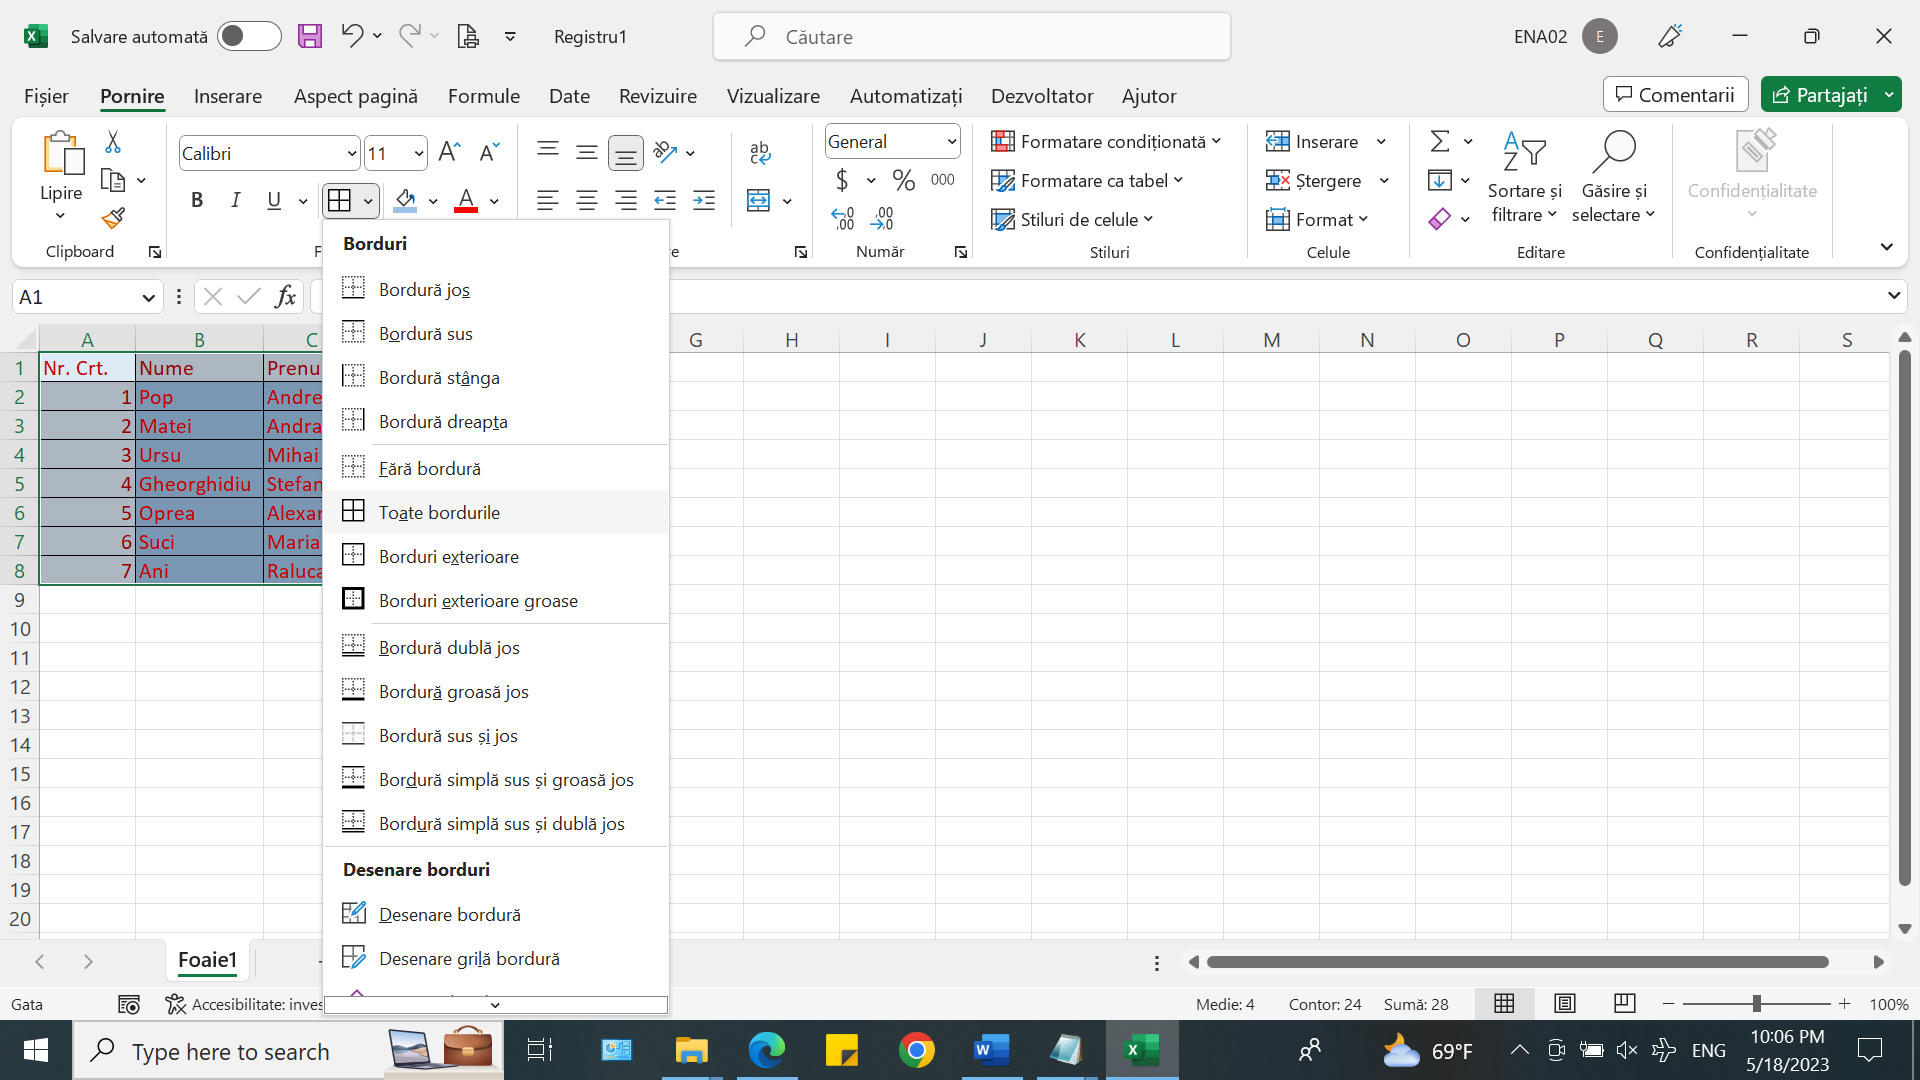 Salvare automată
Registru1
Căutare
ENA02
E
Fișier
Pornire
Inserare
Aspect pagină
Formule
Date
Revizuire
Vizualizare
Automatizați
Dezvoltator
Ajutor
Comentarii
Partajați
Lipire
Clipboard
Calibri
11
B I U
A
ab
General
$ % 000
Număr
Formatare condiționată
Formatare ca tabel
Stiluri de celule
Stiluri
Inserare
Ștergere
Format
Celule
Sortare și
filtrare
Găsire și
selectare
Editare
Confidențialitate
Confidențialitate
A1
fx
A B C G H I J K L M N O P Q R S
1 Nr. Crt. Nume Prenu
2 1 Pop Andre
3 2 Matei Andra
4 3 Ursu Mihai
5 4 Gheorghidiu Stefan
6 5 Oprea Alexar
7 6 Suci Maria
8 7 Ani Raluca
9
10
11
12
13
14
15
16
17
18
19
20
Borduri
Bordură jos
Bordură sus
Bordură stânga
Bordură dreapta
Fără bordură
Toate bordurile
Borduri exterioare
Borduri exterioare groase
Bordură dublă jos
Bordură groasă jos
Bordură sus și jos
Bordură simplă sus și groasă jos
Bordură simplă sus și dublă jos
Desenare borduri
Desenare bordură
Desenare grilă bordură
Foaie1
Gata
Accesibilitate: inves
Medie: 4
Contor: 24
Sumă: 28
100%
Type here to search
69°F
ENG
10:06 PM
5/18/2023